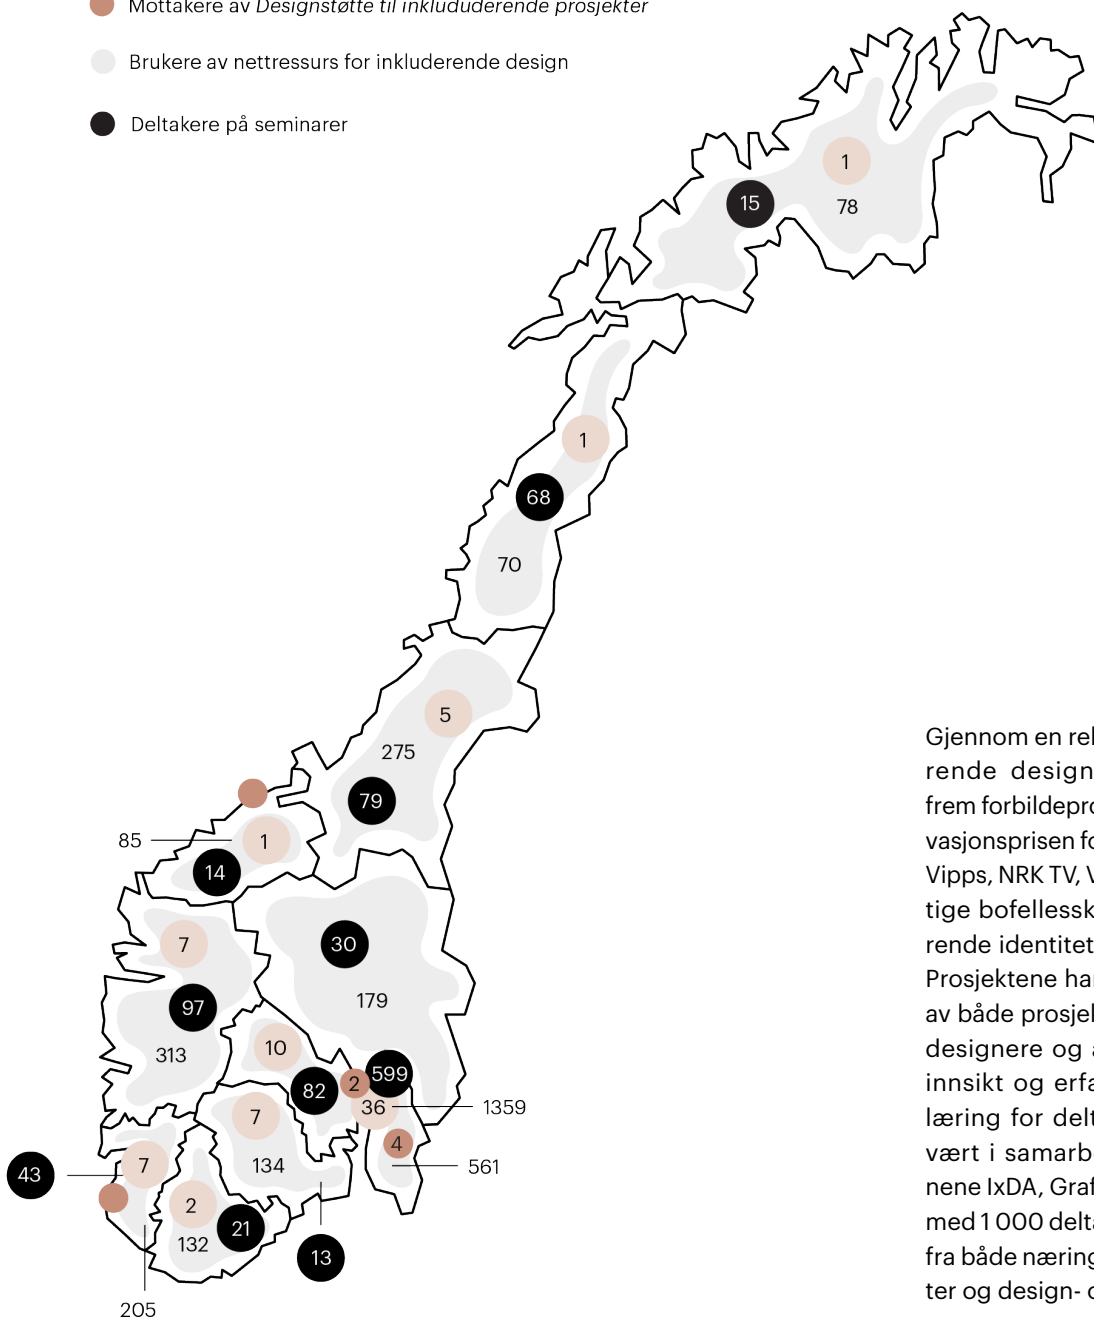 Mottakere av Designstøtte til inklududerende prosjekter
Brukere av nettressurs for inkluderende design
Deltakere på seminarer
1
15
78
1
68
70
5
275
79
85
1
14
7
30
97
179
313
10
599
82
2
36
1359
7
4
134
561
43
7
2
21
132
13
205
Gjennom en rel
rende design
frem forbildepro
vasjonsprisen fo
Vipps, NRK TV, V
tige bofellessk
rende identitet
Prosjektene har
av både prosjek
designere og a
innsikt og erfa
læring for delt
vært i samarbe
nene IxDA, Graf
med 1 000 delta
fra både næring
ter og design- o